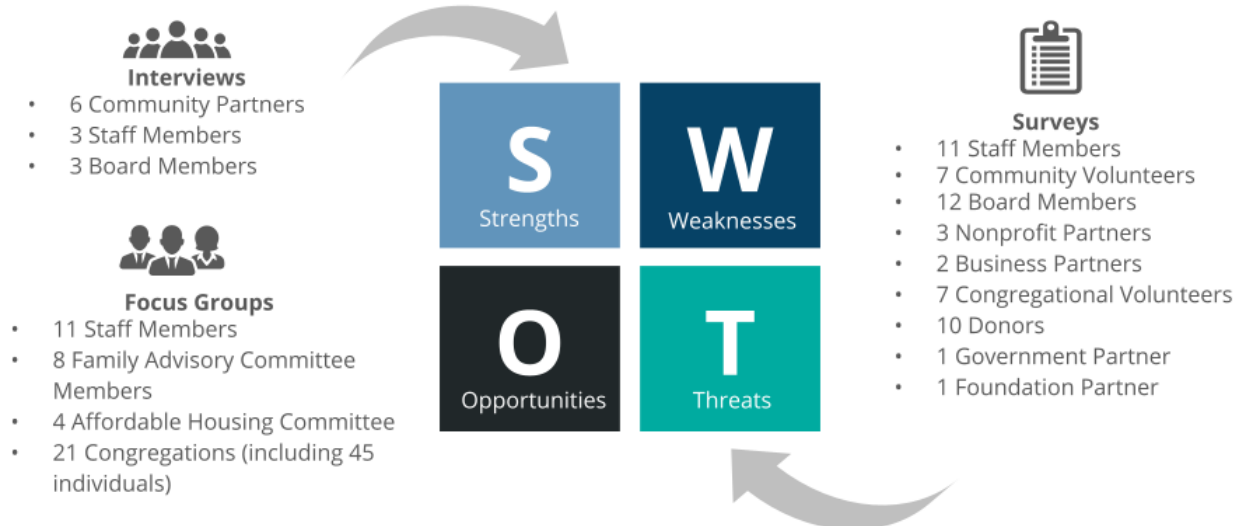 Interviews
• 6 Community Partners
• 3 Staff Members
• 3 Board Members
Focus Groups
• 11 Staff Members
• 8 Family Advisory Committee
Members
• 4 Affordable Housing Committee
• 21 Congregations (including 45
individuals)
S
Strengths
W
Weaknesses
O
Opportunities
T
Threats
Surveys
• 11 Staff Members
• 7 Community Volunteers
• 12 Board Members
• 3 Nonprofit Partners
• 2 Business Partners
• 7 Congregational Volunteers
• 10 Donors
• 1 Government Partner
• 1 Foundation Partner